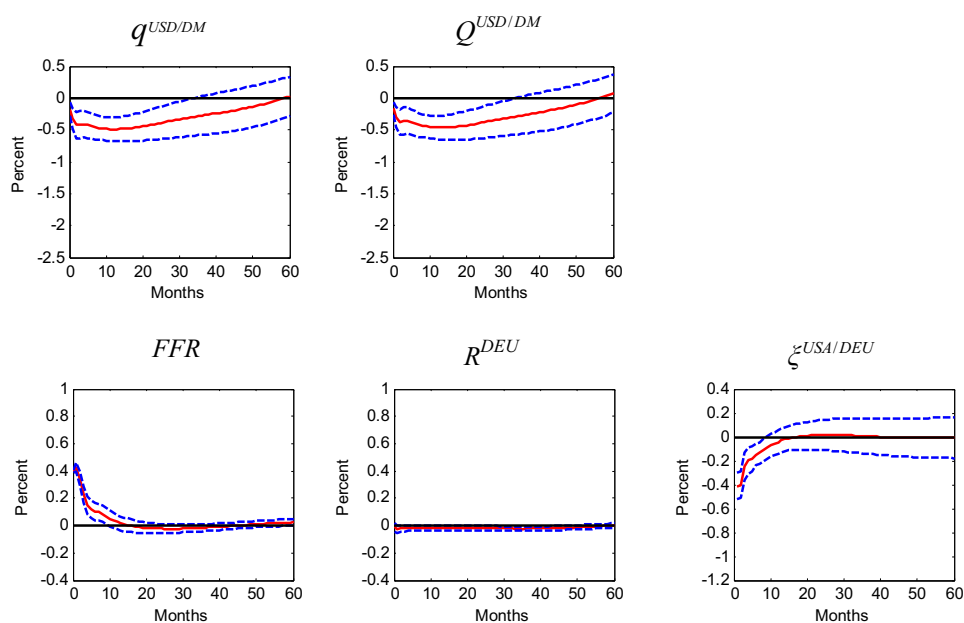 q^{USD/DM} Q^{USD/DM}
0.5 0.5
0 0
-0.5 -0.5
-1 -1
-1.5 -1.5
-2 -2
-2.5 -2.5
Percent Percent
0 10 20 30 40 50 60 0 10 20 30 40 50 60
Months Months
FFR R^{DEU} ξ^{USA/DEU}
1 1 0.4
0.8 0.8 0.2
0.6 0.6 0
0.4 0.4 -0.2
0.2 0.2 -0.4
0 0 -0.6
-0.2 -0.2 -0.8
-0.4 -0.4 -1
-1.2
Percent Percent Percent
0 10 20 30 40 50 60 0 10 20 30 40 50 60 0 10 20 30 40 50 60
Months Months Months